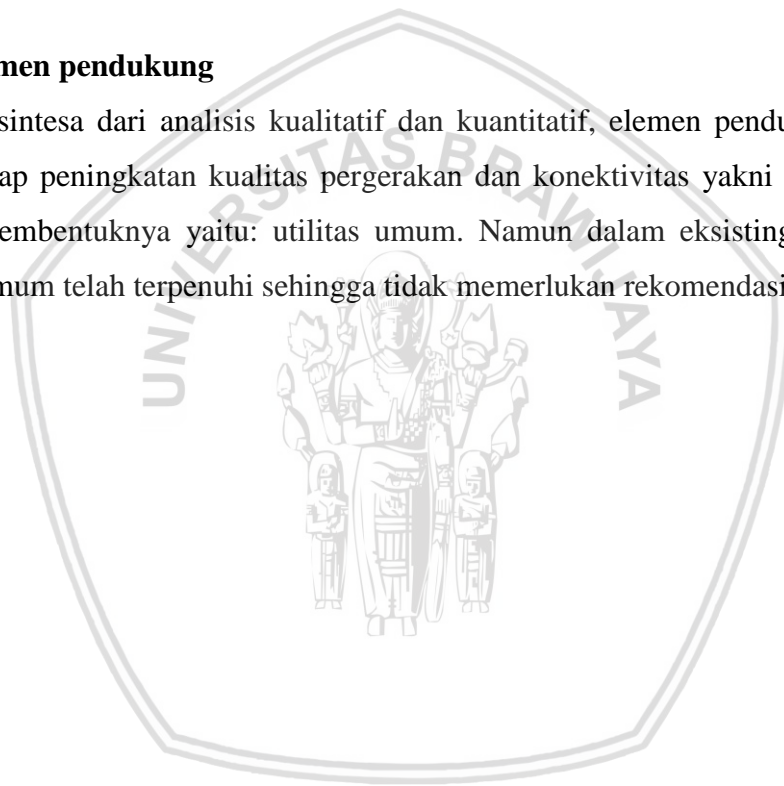 men pendukung
sintesa dari analisis kualitatif dan kuantitatif, elemen pendu
ap peningkatan kualitas pergerakan dan konektivitas yakni
embentuknya yaitu: utilitas umum. Namun dalam eksisting
mum telah terpenuhi sehingga tidak memerlukan rekomendasi
UNIVERSITAS BRAWIJAYA